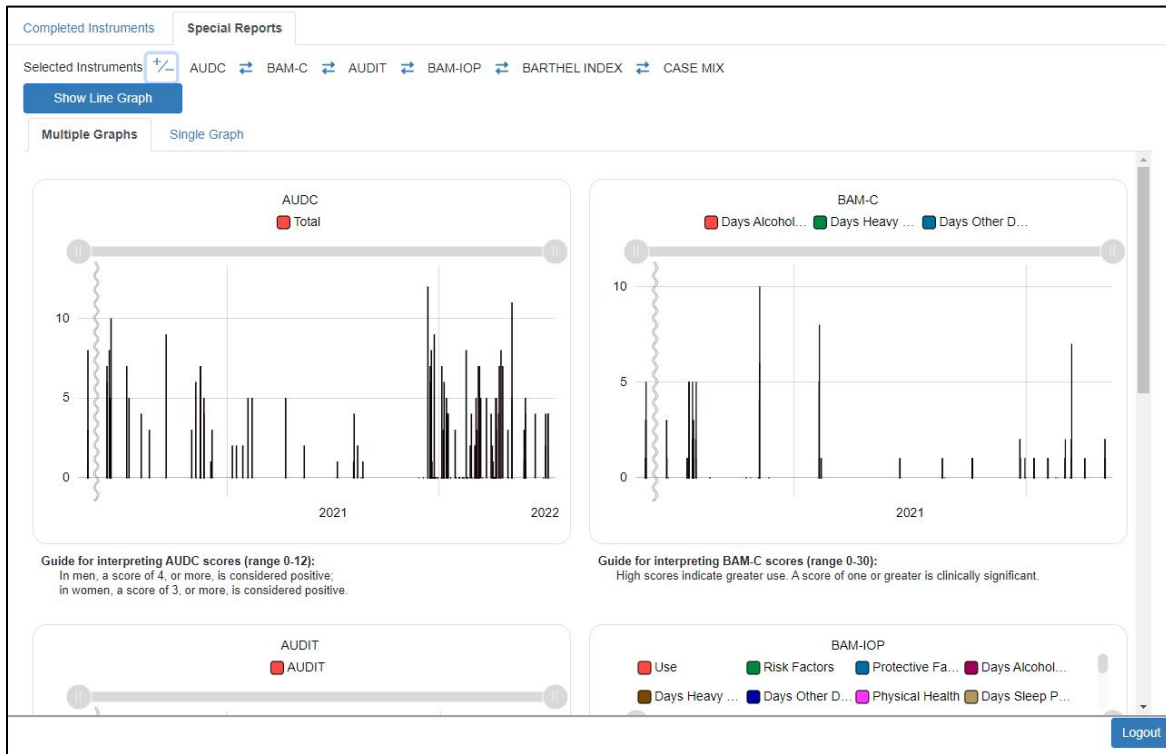 Completed Instruments Special Reports
Selected Instruments +/- AUDC BAM-C AUDIT BAM-IOP BARTHEL INDEX CASE MIX
Show Line Graph
Multiple Graphs Single Graph
AUDC
Total
10
5
0
2021 2022
Guide for interpreting AUDC scores (range 0-12):
In men, a score of 4, or more, is considered positive;
in women, a score of 3, or more, is considered positive.
BAM-C
Days Alcohol... Days Heavy ... Days Other D...
10
5
0
2021
Guide for interpreting BAM-C scores (range 0-30):
High scores indicate greater use. A score of one or greater is clinically significant.
AUDIT
AUDIT
BAM-IOP
Use Risk Factors Protective Fa... Days Alcohol...
Days Heavy ... Days Other D... Physical Health Days Sleep P...
Logout